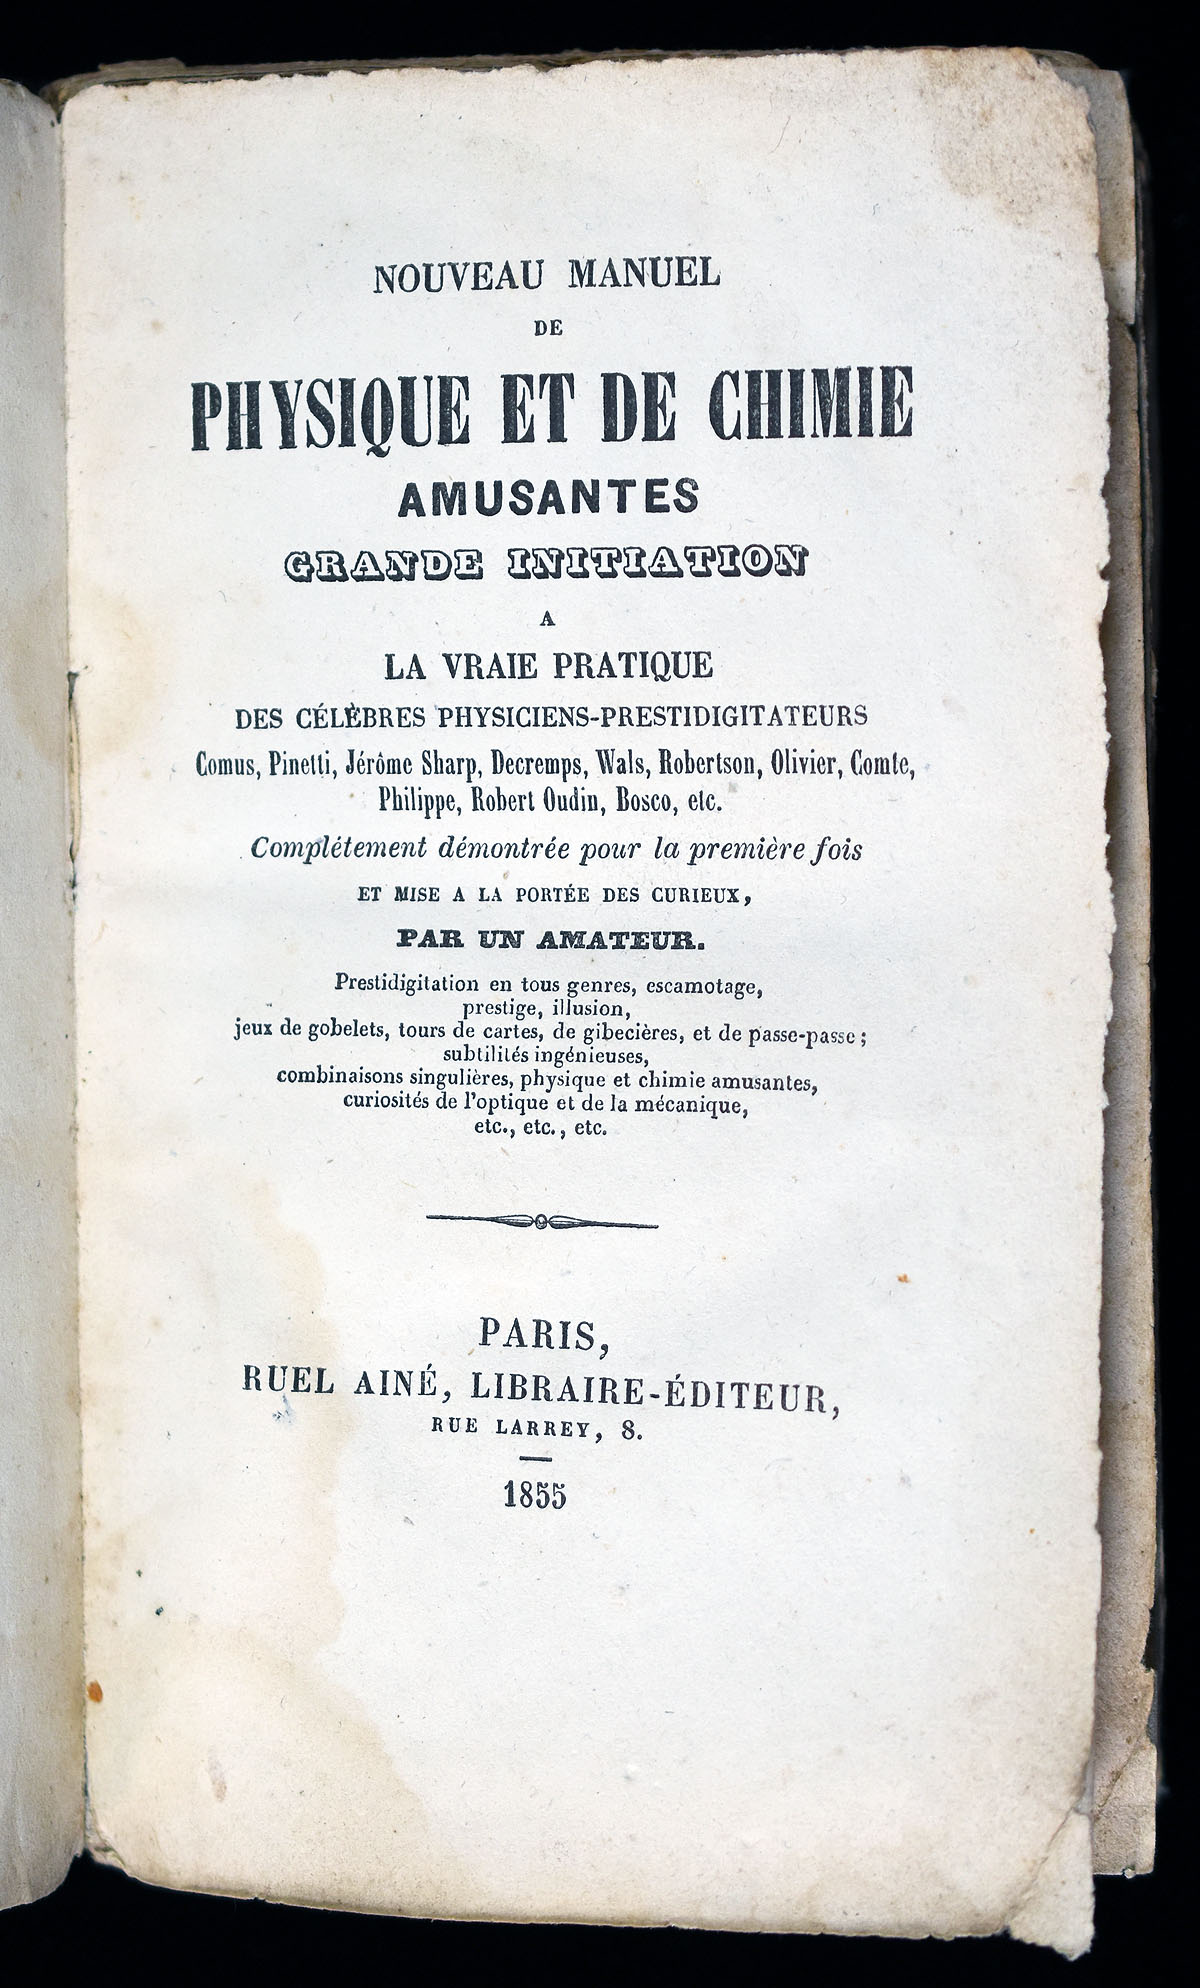 NOUVEAU MANUEL
DE
PHYSIQUE ET DE CHIMIE
AMUSANTES
GRANDE INITIATION
A
LA VRAIE PRATIQUE
DES CÉLÈBRES PHYSICIENS-PRESTIDIGITATEURS
Comus, Pinetti, Jérôme Sharp, Decremps, Wals, Robertson, Olivier, Comte,
Philippe, Robert Oudin, Bosco, etc.
Complétement démontrée pour la première fois
ET MISE A LA PORTÉE DES CURIEUX,
PAR UN AMATEUR.
Prestidigitation en tous genres, escamotage,
prestige, illusion,
jeux de gobelets, tours de cartes, de gibecières, et de passe-passe ;
subtilités ingénieuses,
combinaisons singulières, physique et chimie amusantes,
curiosités de l'optique et de la mécanique,
etc., etc., etc.
PARIS,
RUEL AINÉ, LIBRAIRE-ÉDITEUR,
RUE LARREY, 8.
1855